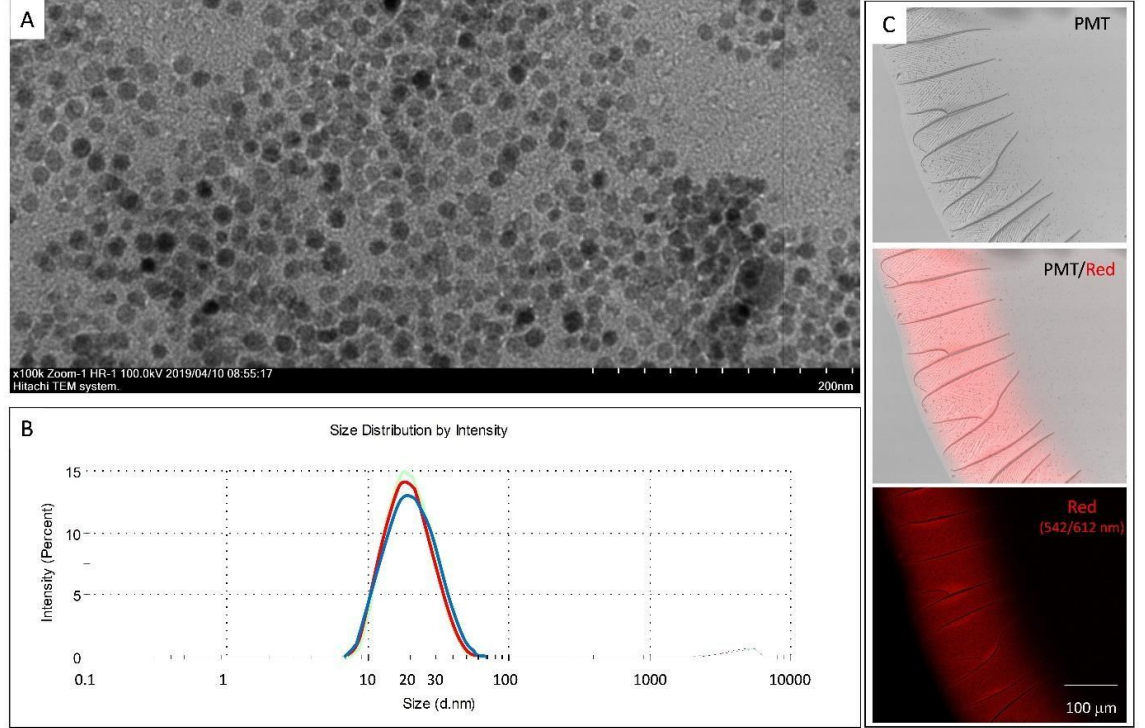 A
x100k Zoom-1 HR-1 100.0kV 2019/04/10 08:55:17
Hitachi TEM system.
200nm
B
Size Distribution by Intensity
Intensity (Percent)
15
10
5
0
0.1 1 10 20 30 100 1000 10000
Size (d.nm)
C
PMT
PMT/Red
Red
(542/612 nm)
100 µm